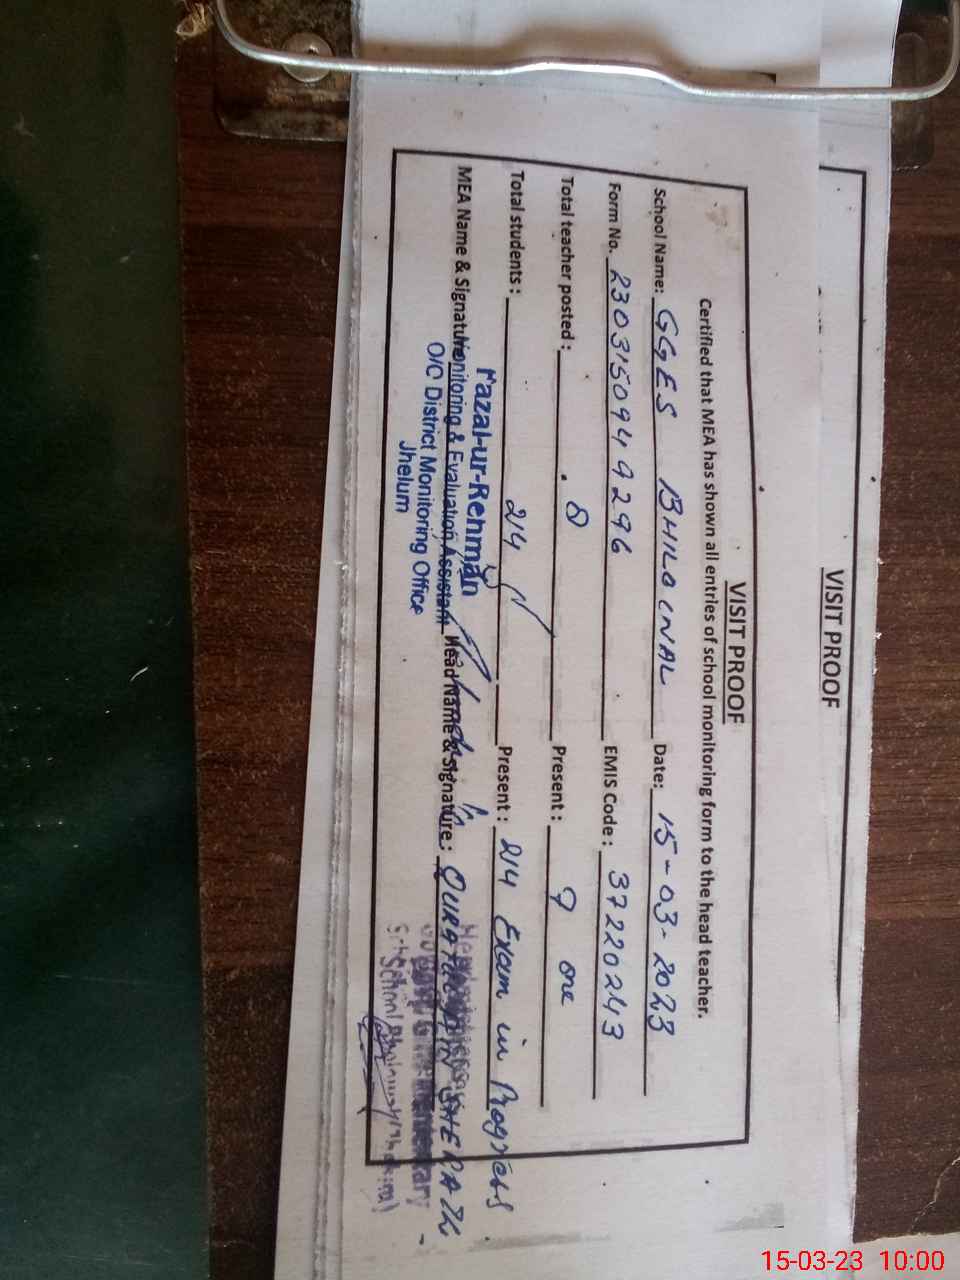 VISIT PROOF
VISIT PROOF
Certified that MEA has shown all entries of school monitoring form to the head teacher.
School Name: GGES BHILOWAL Date: 15-03-2023
Form No. 2303150949296 EMIS Code: 37220243
Total teacher posted: 8 Present: 7 one
Total students: 214 Present: 214 Exam in Progress
MEA Name & Signature Head Name & Signature:
Fazal-ur-Rehman
Monitoring & Evaluation Assistant
O/C District Monitoring Office
Jhelum
15-03-23 10:00